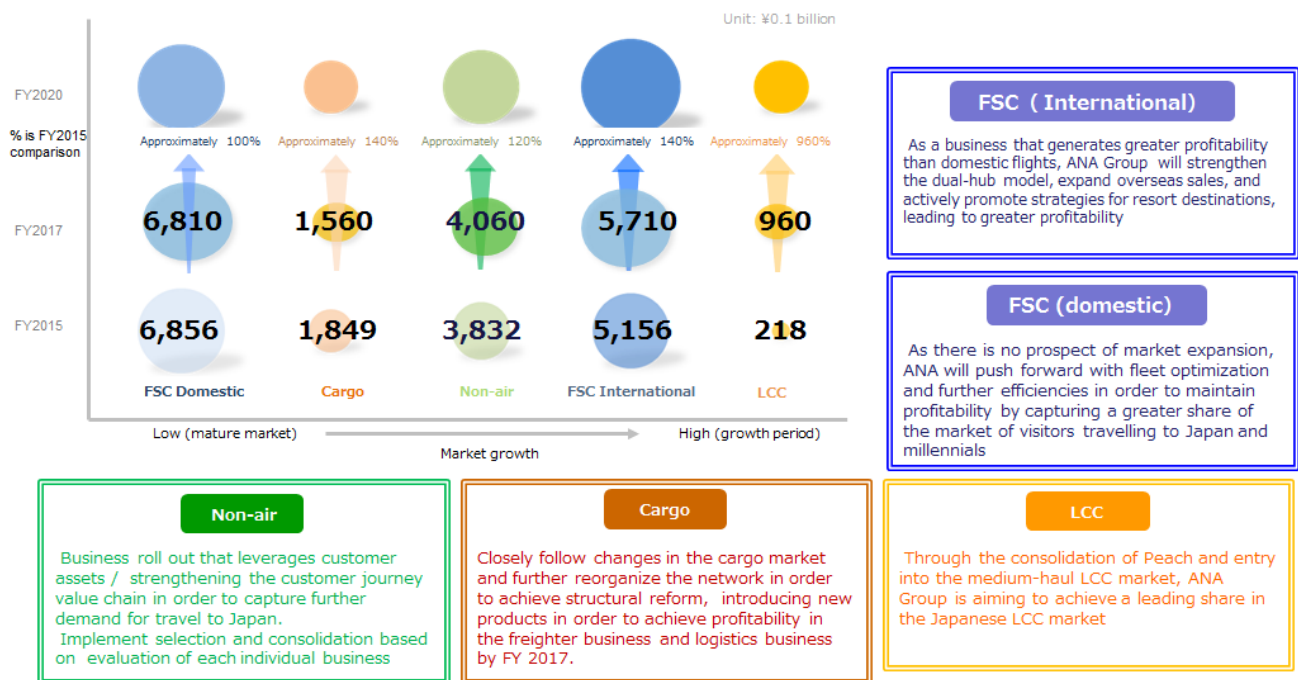 Unit: ¥0.1 billion
FY2020
% is FY2015
comparison
Approximately 100%
Approximately 140%
Approximately 120%
Approximately 140%
Approximately 960%
FY2017
6,810
1,560
4,060
5,710
960
FY2015
6,856
1,849
3,832
5,156
218
FSC Domestic
Cargo
Non-air
FSC International
LCC
Low (mature market)
High (growth period)
Market growth
FSC ( International)
As a business that generates greater profitability
than domestic flights, ANA Group will strengthen
the dual-hub model, expand overseas sales, and
actively promote strategies for resort destinations,
leading to greater profitability
FSC (domestic)
As there is no prospect of market expansion,
ANA will push forward with fleet optimization
and further efficiencies in order to maintain
profitability by capturing a greater share of
the market of visitors travelling to Japan and
millennials
Non-air
Business roll out that leverages customer
assets / strengthening the customer journey
value chain in order to capture further
demand for travel to Japan.
Implement selection and consolidation based
on evaluation of each individual business
Cargo
Closely follow changes in the cargo market
and further reorganize the network in order
to achieve structural reform, introducing new
products in order to achieve profitability in
the freighter business and logistics business
by FY 2017.
LCC
Through the consolidation of Peach and entry
into the medium-haul LCC market, ANA
Group is aiming to achieve a leading share in
the Japanese LCC market